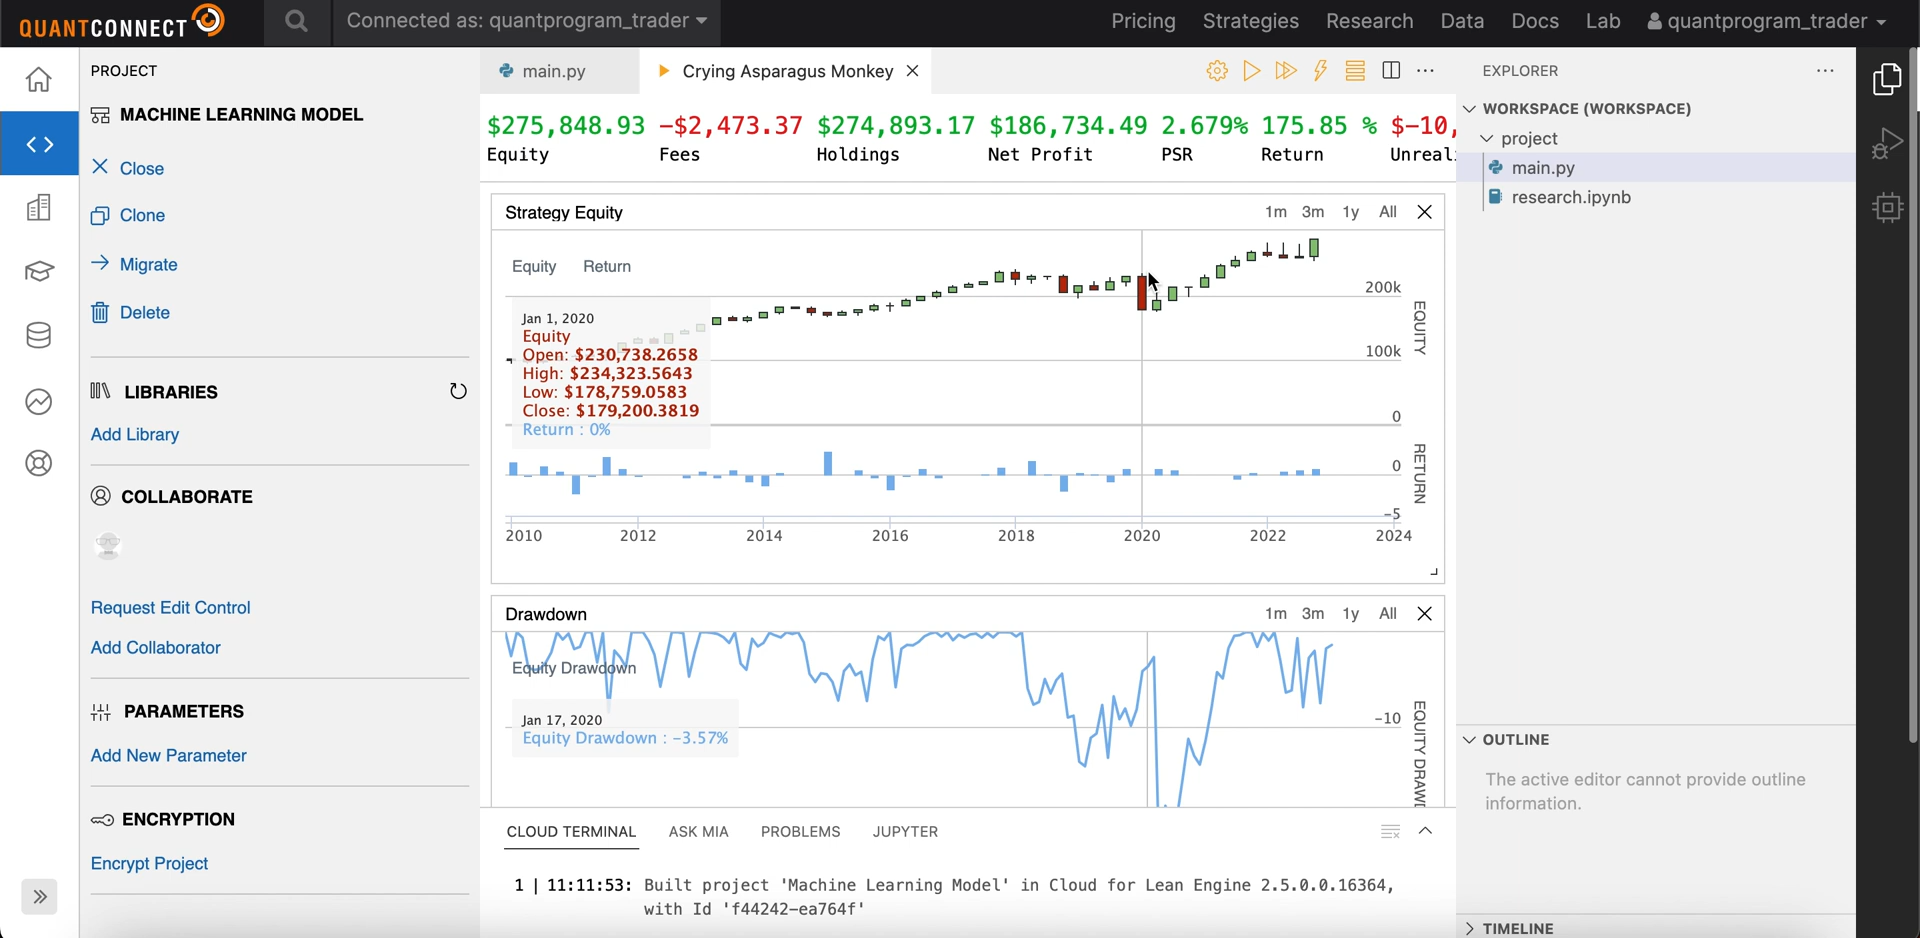 QUANTCONNECT
Connected as: quantprogram_trader
Pricing Strategies Research Data Docs Lab quantprogram_trader
PROJECT
MACHINE LEARNING MODEL
Close
Clone
Migrate
Delete
LIBRARIES
Add Library
COLLABORATE
Request Edit Control
Add Collaborator
PARAMETERS
Add New Parameter
ENCRYPTION
Encrypt Project
main.py
Crying Asparagus Monkey
$275,848.93 -$2,473.37 $274,893.17 $186,734.49 2.679% 175.85 % $-10,
Equity Fees Holdings Net Profit PSR Return Unreal
Strategy Equity
1m 3m 1y All
Equity Return
Jan 1, 2020
Equity
Open: $230,738.2658
High: $234,323.5643
Low: $178,759.0583
Close: $179,200.3819
Return : 0%
200k
100k
0
EQUITY
0
-5
RETURN
2010 2012 2014 2016 2018 2020 2022 2024
Drawdown
1m 3m 1y All
Equity Drawdown
Jan 17, 2020
Equity Drawdown : -3.57%
-10
EQUITY DRAWD
CLOUD TERMINAL ASK MIA PROBLEMS JUPYTER
1 | 11:11:53: Built project 'Machine Learning Model' in Cloud for Lean Engine 2.5.0.0.16364,
with Id 'f44242-ea764f'
EXPLORER
WORKSPACE (WORKSPACE)
project
main.py
research.ipynb
OUTLINE
The active editor cannot provide outline
information.
TIMELINE